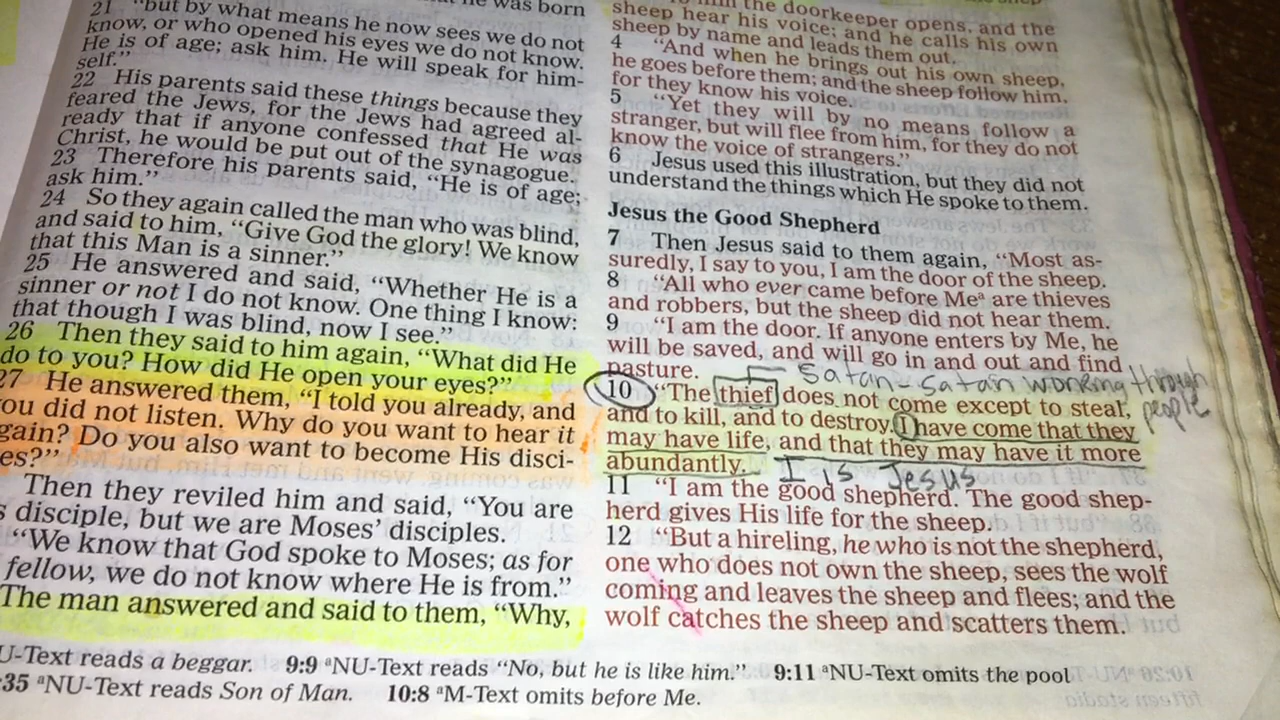 he was born
21 "but by what means he now sees we do not
know, or who opened his eyes we do not know.
He is of age; ask him. He will speak for him-
self."
22 His parents said these things because they
feared the Jews, for the Jews had agreed al-
ready that if anyone confessed that He was
Christ, he would be put out of the synagogue.
23 Therefore his parents said, "He is of age;
ask him."
24 So they again called the man who was blind,
and said to him, "Give God the glory! We know
that this Man is a sinner."
25 He answered and said, "Whether He is a
sinner or not I do not know. One thing I know:
that though I was blind, now I see."
26 Then they said to him again, "What did He
do to you? How did He open your eyes?"
27 He answered them, "I told you already, and
you did not listen. Why do you want to hear it
gain? Do you also want to become His disci-
es?"
Then they reviled him and said, "You are
s disciple, but we are Moses' disciples.
"We know that God spoke to Moses; as for
fellow, we do not know where He is from."
The man answered and said to them, "Why,
him the doorkeeper opens, and the
sheep hear his voice; and he calls his own
sheep by name and leads them out.
4 "And when he brings out his own sheep,
he goes before them; and the sheep follow him,
for they know his voice.
5 "Yet they will by no means follow a
stranger, but will flee from him, for they do not
know the voice of strangers."
6 Jesus used this illustration, but they did not
understand the things which He spoke to them.
Jesus the Good Shepherd
7 Then Jesus said to them again, "Most as-
suredly, I say to you, I am the door of the sheep.
8 "All who ever came before Meª are thieves
and robbers, but the sheep did not hear them.
9 "I am the door. If anyone enters by Me, he
will be saved, and will go in and out and find
pasture.
Satan - Satan working through
people
10 "The thief does not come except to steal,
and to kill, and to destroy. I have come that they
may have life, and that they may have it more
abundantly.
I is Jesus
11 "I am the good shepherd. The good shep-
herd gives His life for the sheep.
12 "But a hireling, he who is not the shepherd,
one who does not own the sheep, sees the wolf
coming and leaves the sheep and flees; and the
wolf catches the sheep and scatters them.
U-Text reads a beggar. 9:9 ªNU-Text reads "No, but he is like him." 9:11 ªNU-Text omits the pool
:35 ªNU-Text reads Son of Man. 10:8 ªM-Text omits before Me.